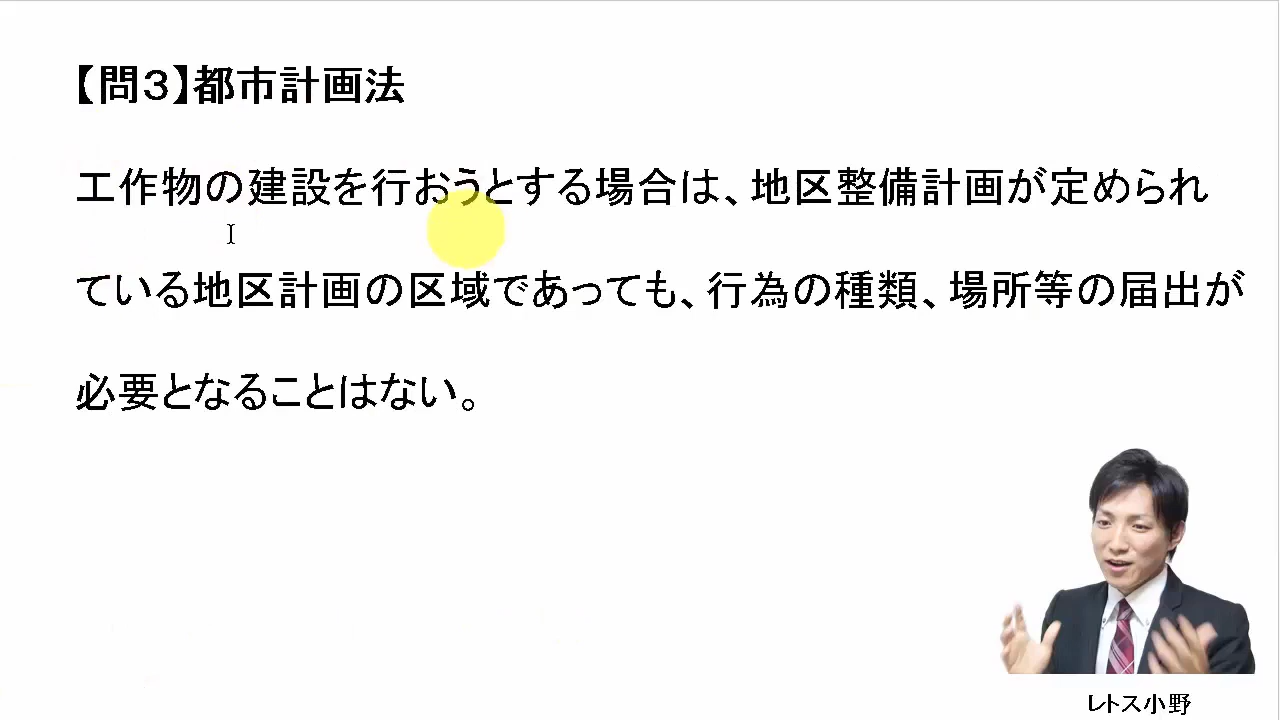 【問３】都市計画法
工作物の建設を行おうとする場合は、地区整備計画が定められ
ている地区計画の区域であっても、行為の種類、場所等の届出が
必要となることはない。
レトス小野